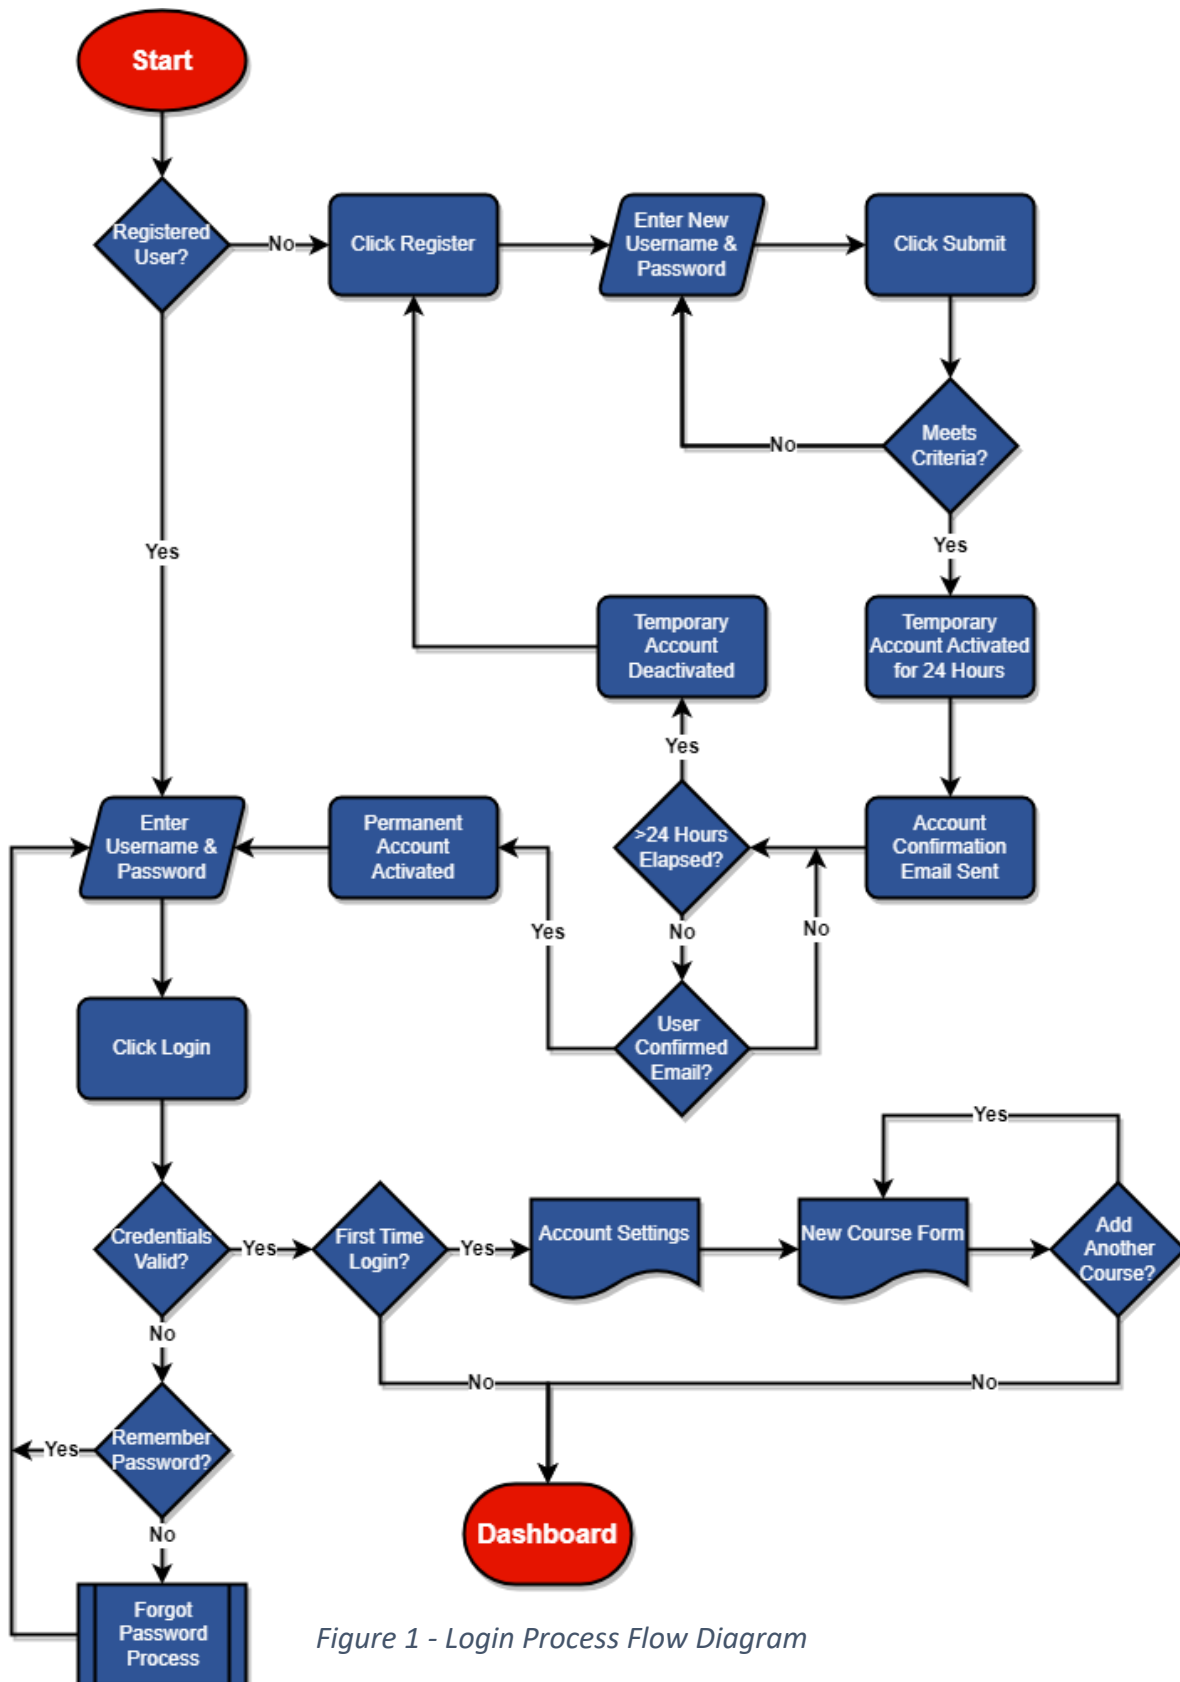 Start
Registered
User?
No
Click Register
Enter New
Username &
Password
Click Submit
Meets
Criteria?
No
Yes
Yes
Temporary
Account
Deactivated
Temporary
Account Activated
for 24 Hours
Yes
Enter
Username &
Password
Permanent
Account
Activated
>24 Hours
Elapsed?
Account
Confirmation
Email Sent
Yes
No
No
User
Confirmed
Email?
Click Login
Yes
Credentials
Valid?
Yes
First Time
Login?
Yes
Account Settings
New Course Form
Add
Another
Course?
No
No
No
Remember
Password?
Yes
No
Dashboard
Forgot
Password
Process
Figure 1 - Login Process Flow Diagram